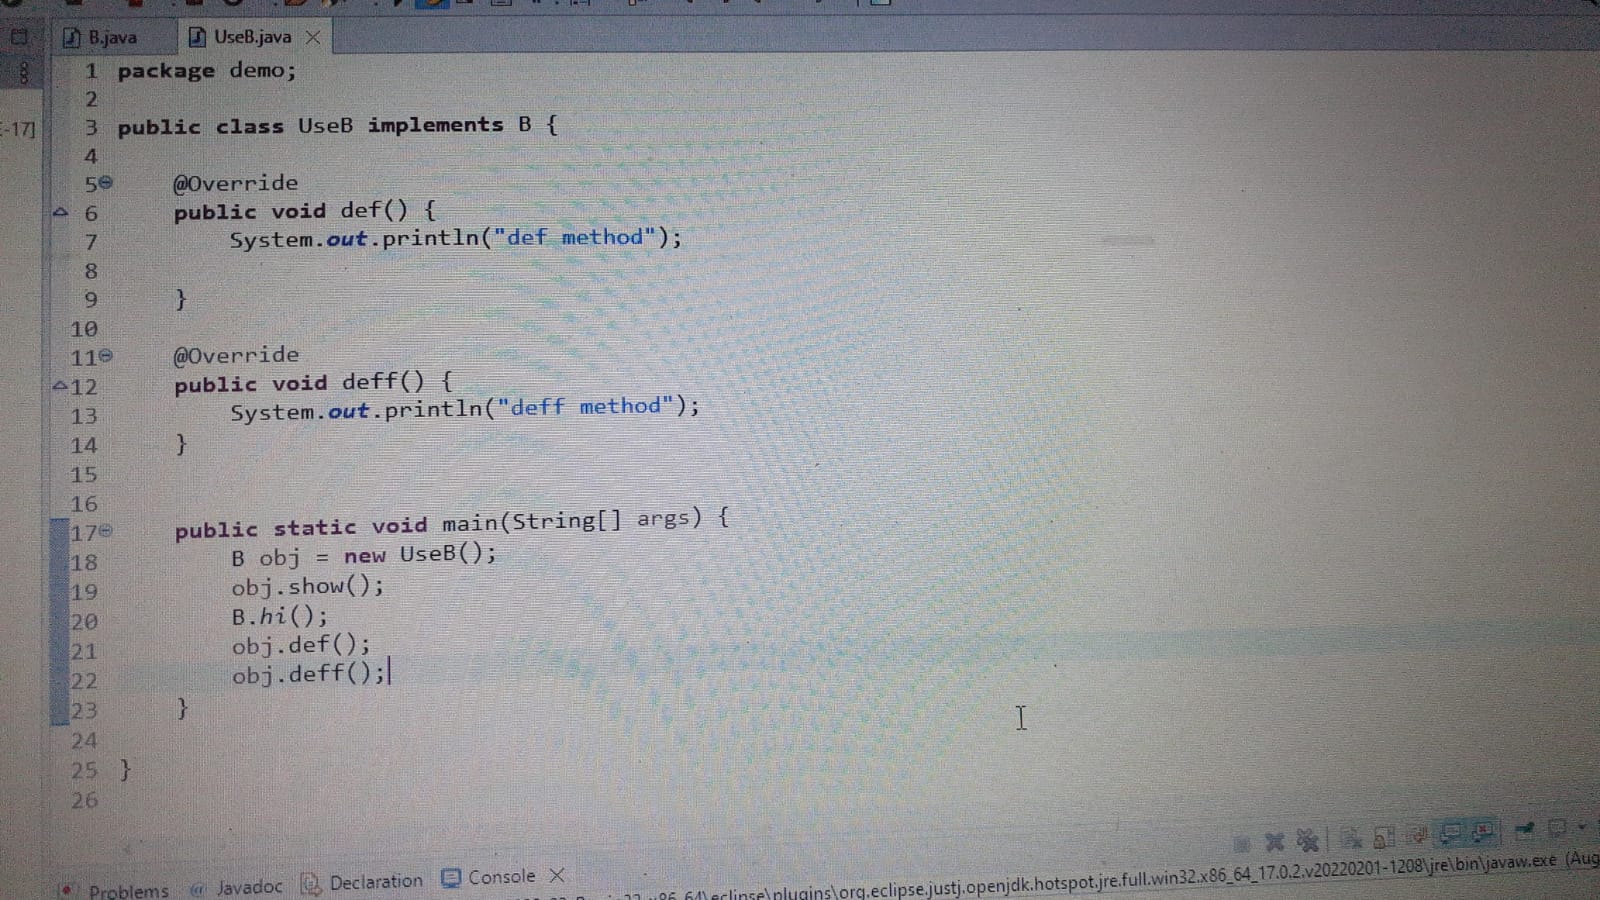 B.java UseB.java
-17]
1 package demo;
2
3 public class UseB implements B {
4
5 @Override
6 public void def() {
7 System.out.println("def method");
8
9 }
10
11 @Override
12 public void deff() {
13 System.out.println("deff method");
14 }
15
16
17 public static void main(String[] args) {
18 B obj = new UseB();
19 obj.show();
20 B.hi();
21 obj.def();
22 obj.deff();
23 }
24
25 }
26
Problems @ Javadoc Declaration Console
\eclipse\plugins\org.eclipse.justj.openjdk.hotspot.jre.full.win32.x86_64_17.0.2.v20220201-1208\jre\bin\javaw.exe (Aug